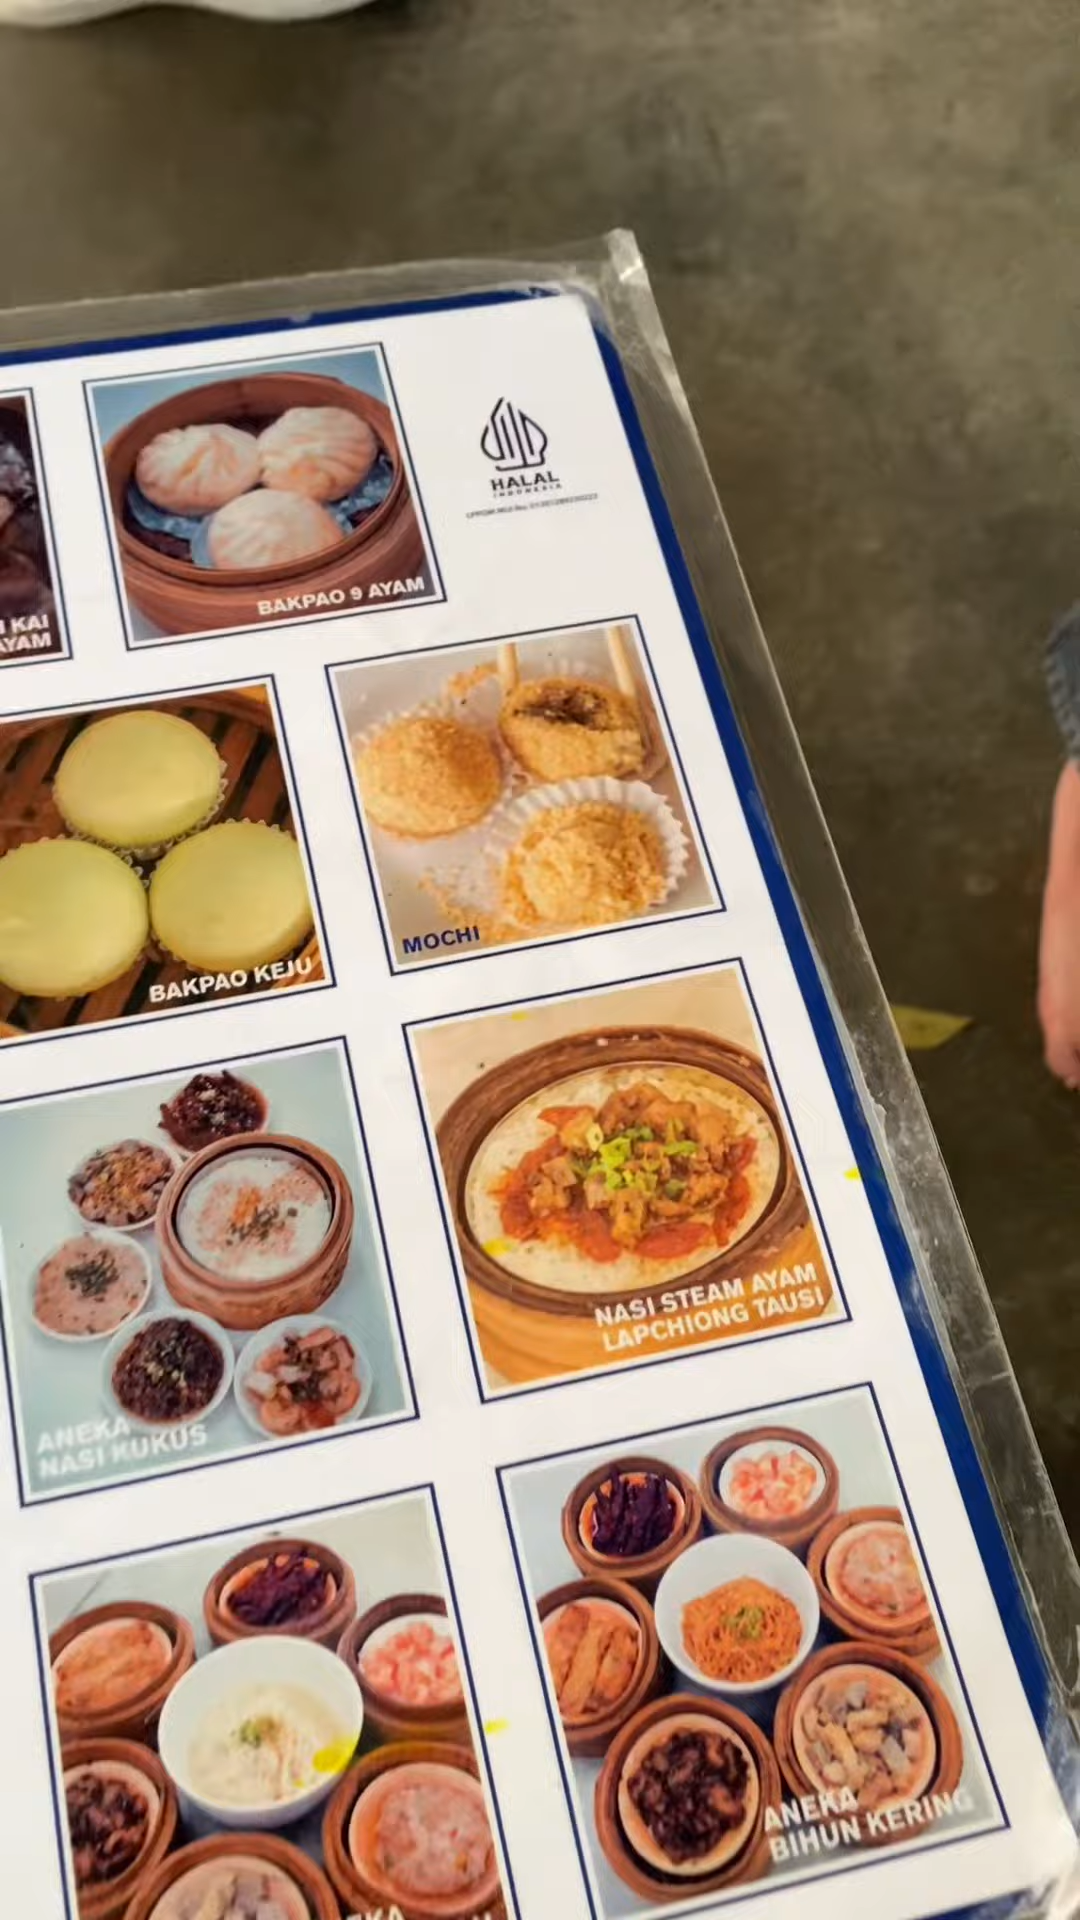 HALAL
INDONESIA
KAI
AYAM
BAKPAO 9 AYAM
BAKPAO KEJU
MOCHI
ANEKA
NASI KUKUS
NASI STEAM AYAM
LAPCHIONG TAUSI
ANEKA
BIHUN KERING